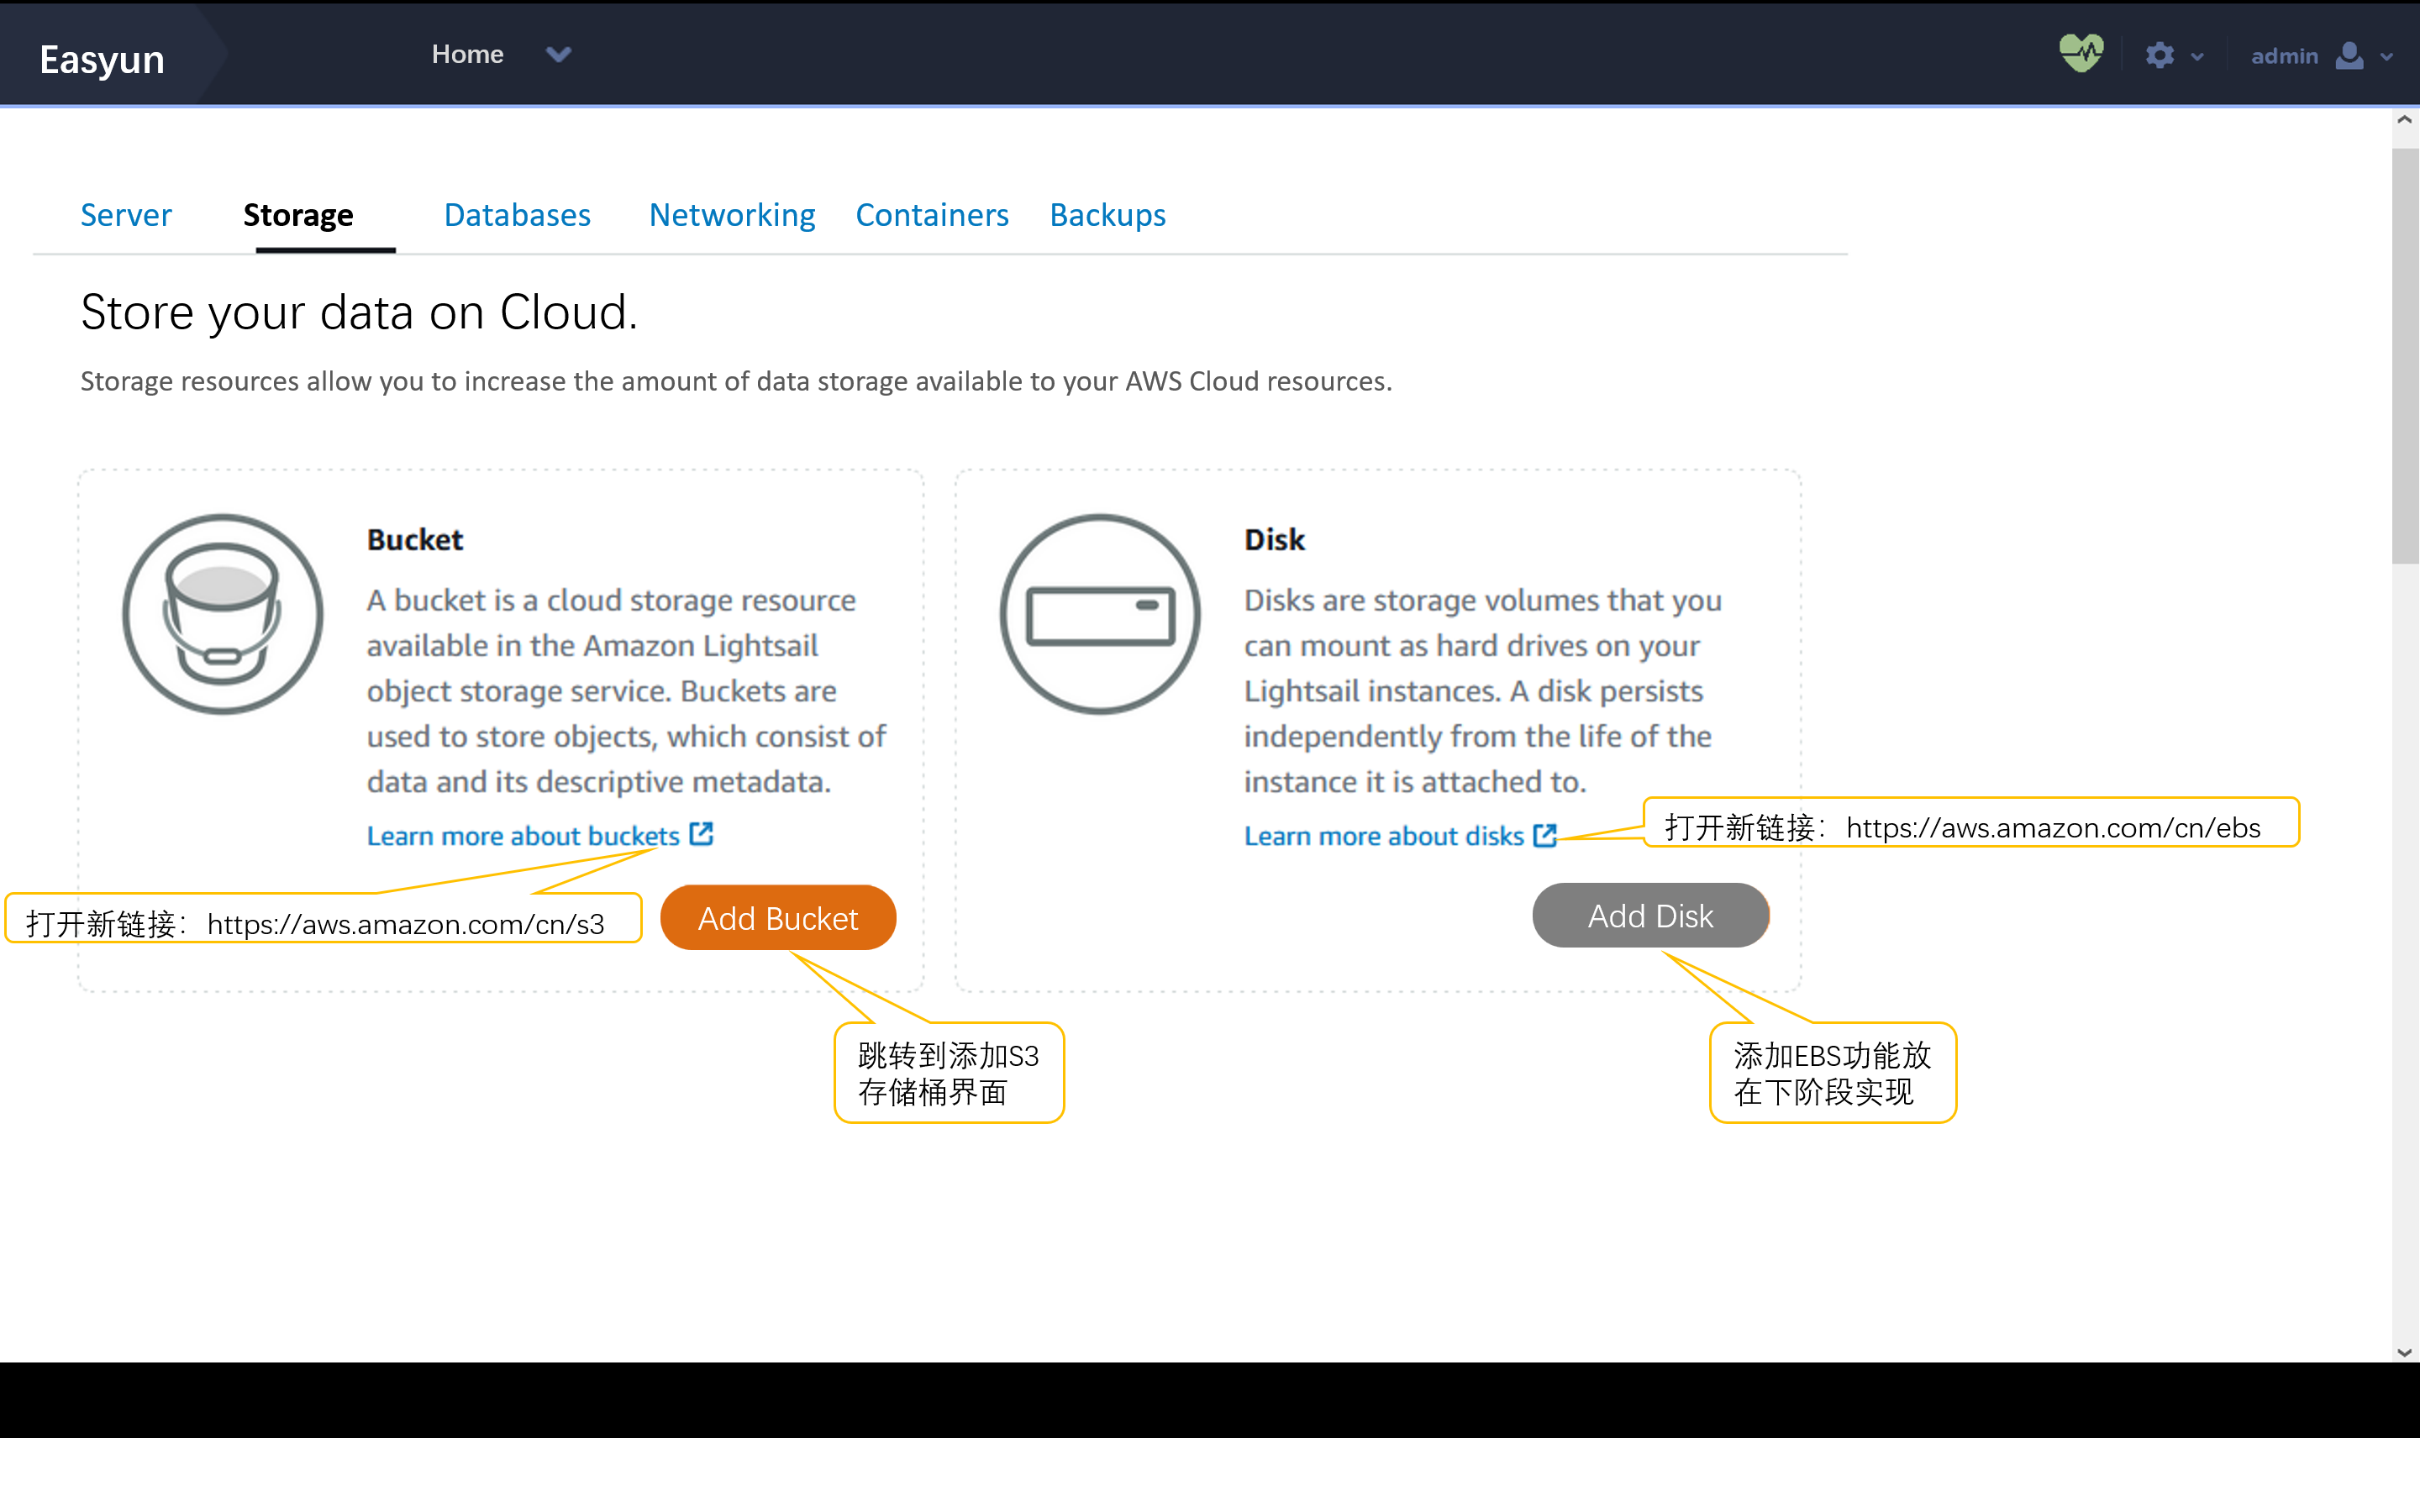 Easyun
Home
admin
Server Storage Databases Networking Containers Backups
Store your data on Cloud.
Storage resources allow you to increase the amount of data storage available to your AWS Cloud resources.
Bucket
A bucket is a cloud storage resource
available in the Amazon Lightsail
object storage service. Buckets are
used to store objects, which consist of
data and its descriptive metadata.
Learn more about buckets
打开新链接：https://aws.amazon.com/cn/s3
Add Bucket
跳转到添加S3
存储桶界面
Disk
Disks are storage volumes that you
can mount as hard drives on your
Lightsail instances. A disk persists
independently from the life of the
instance it is attached to.
Learn more about disks
打开新链接：https://aws.amazon.com/cn/ebs
Add Disk
添加EBS功能放
在下阶段实现